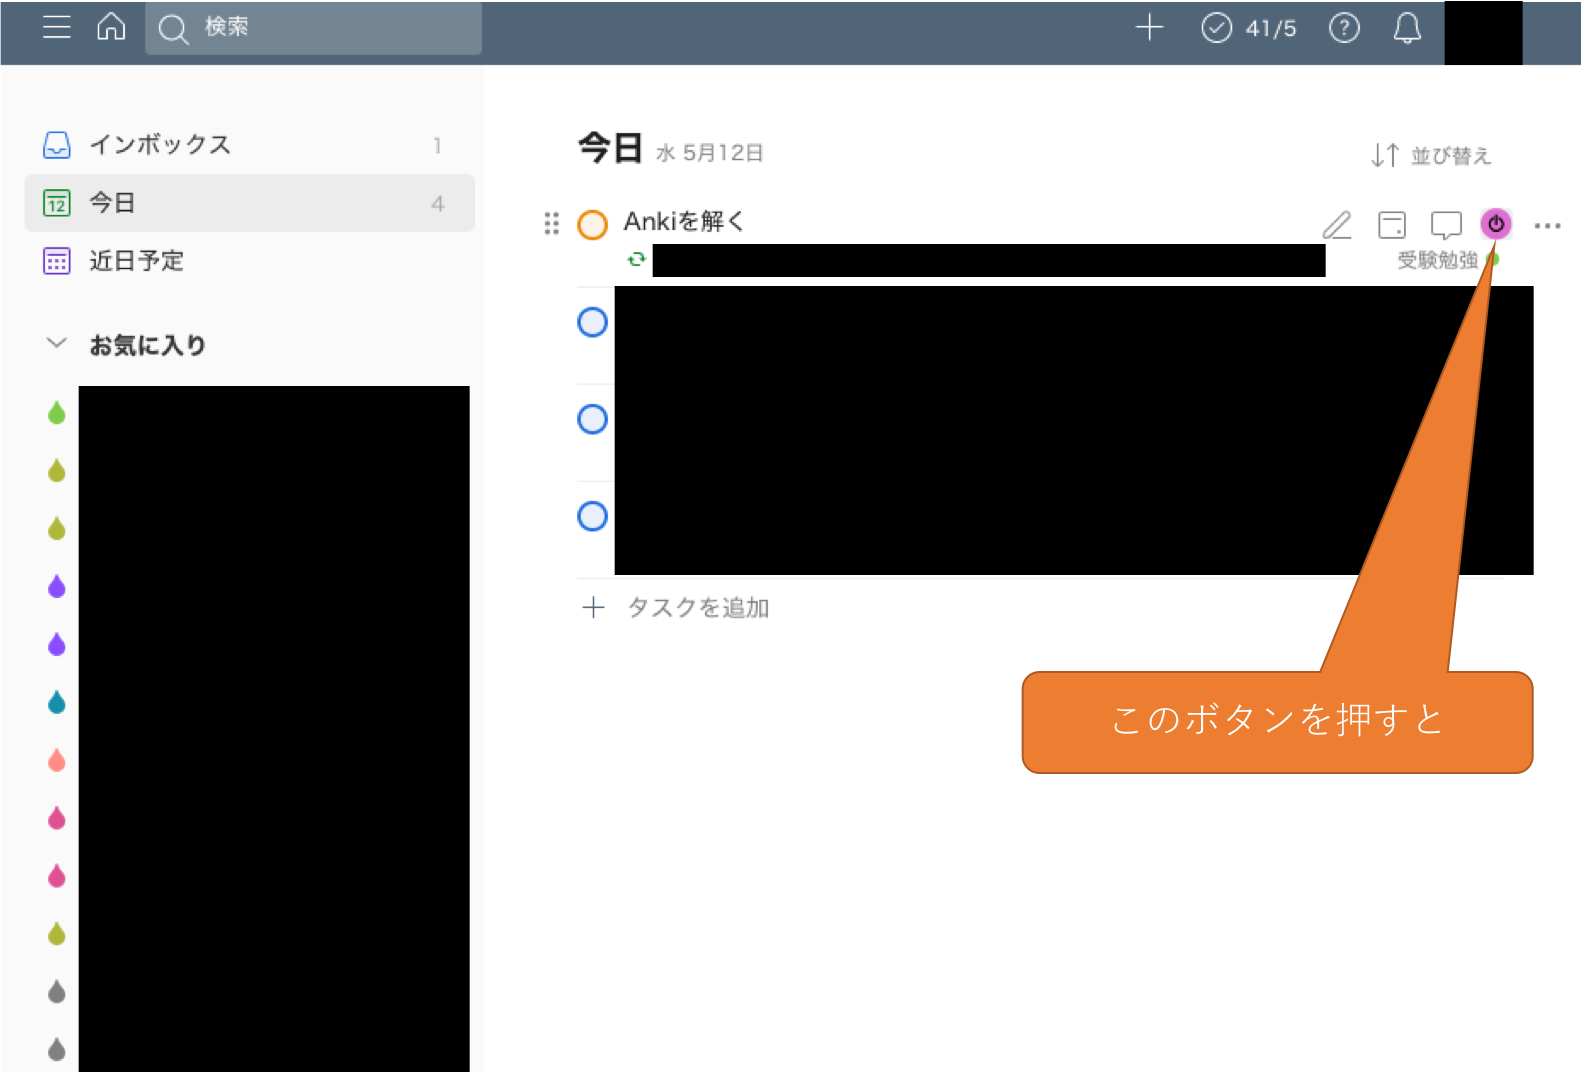 検索
41/5
?
インボックス 1
12 今日 4
近日予定
お気に入り
今日 水 5月12日
並び替え
Ankiを解く
受験勉強
タスクを追加
このボタンを押すと